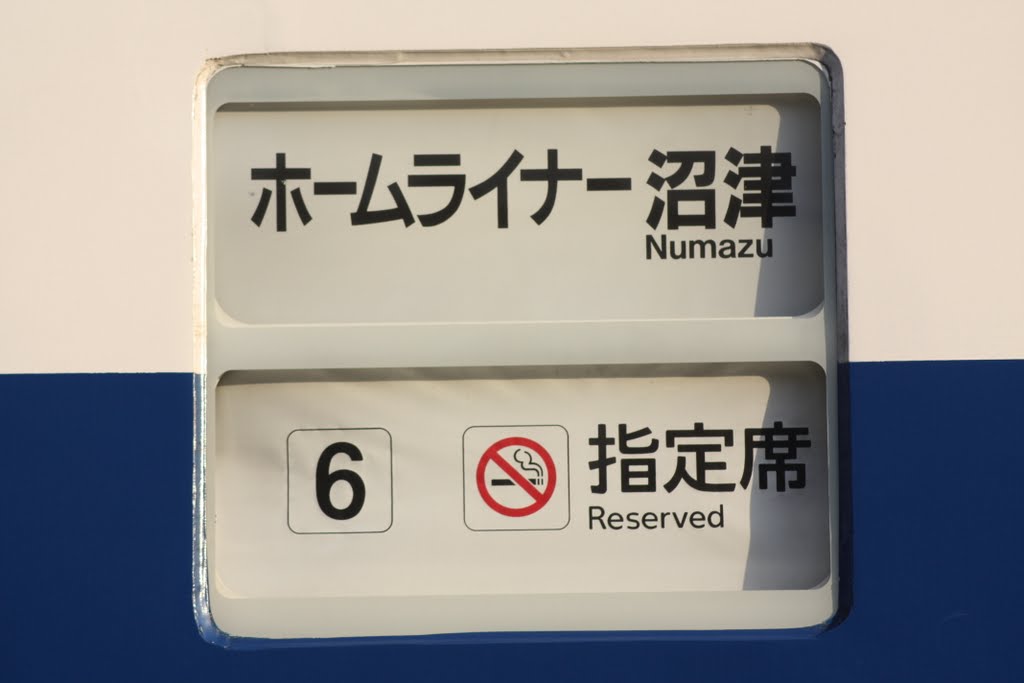 ホームライナー 沼津
Numazu
6 指定席
Reserved